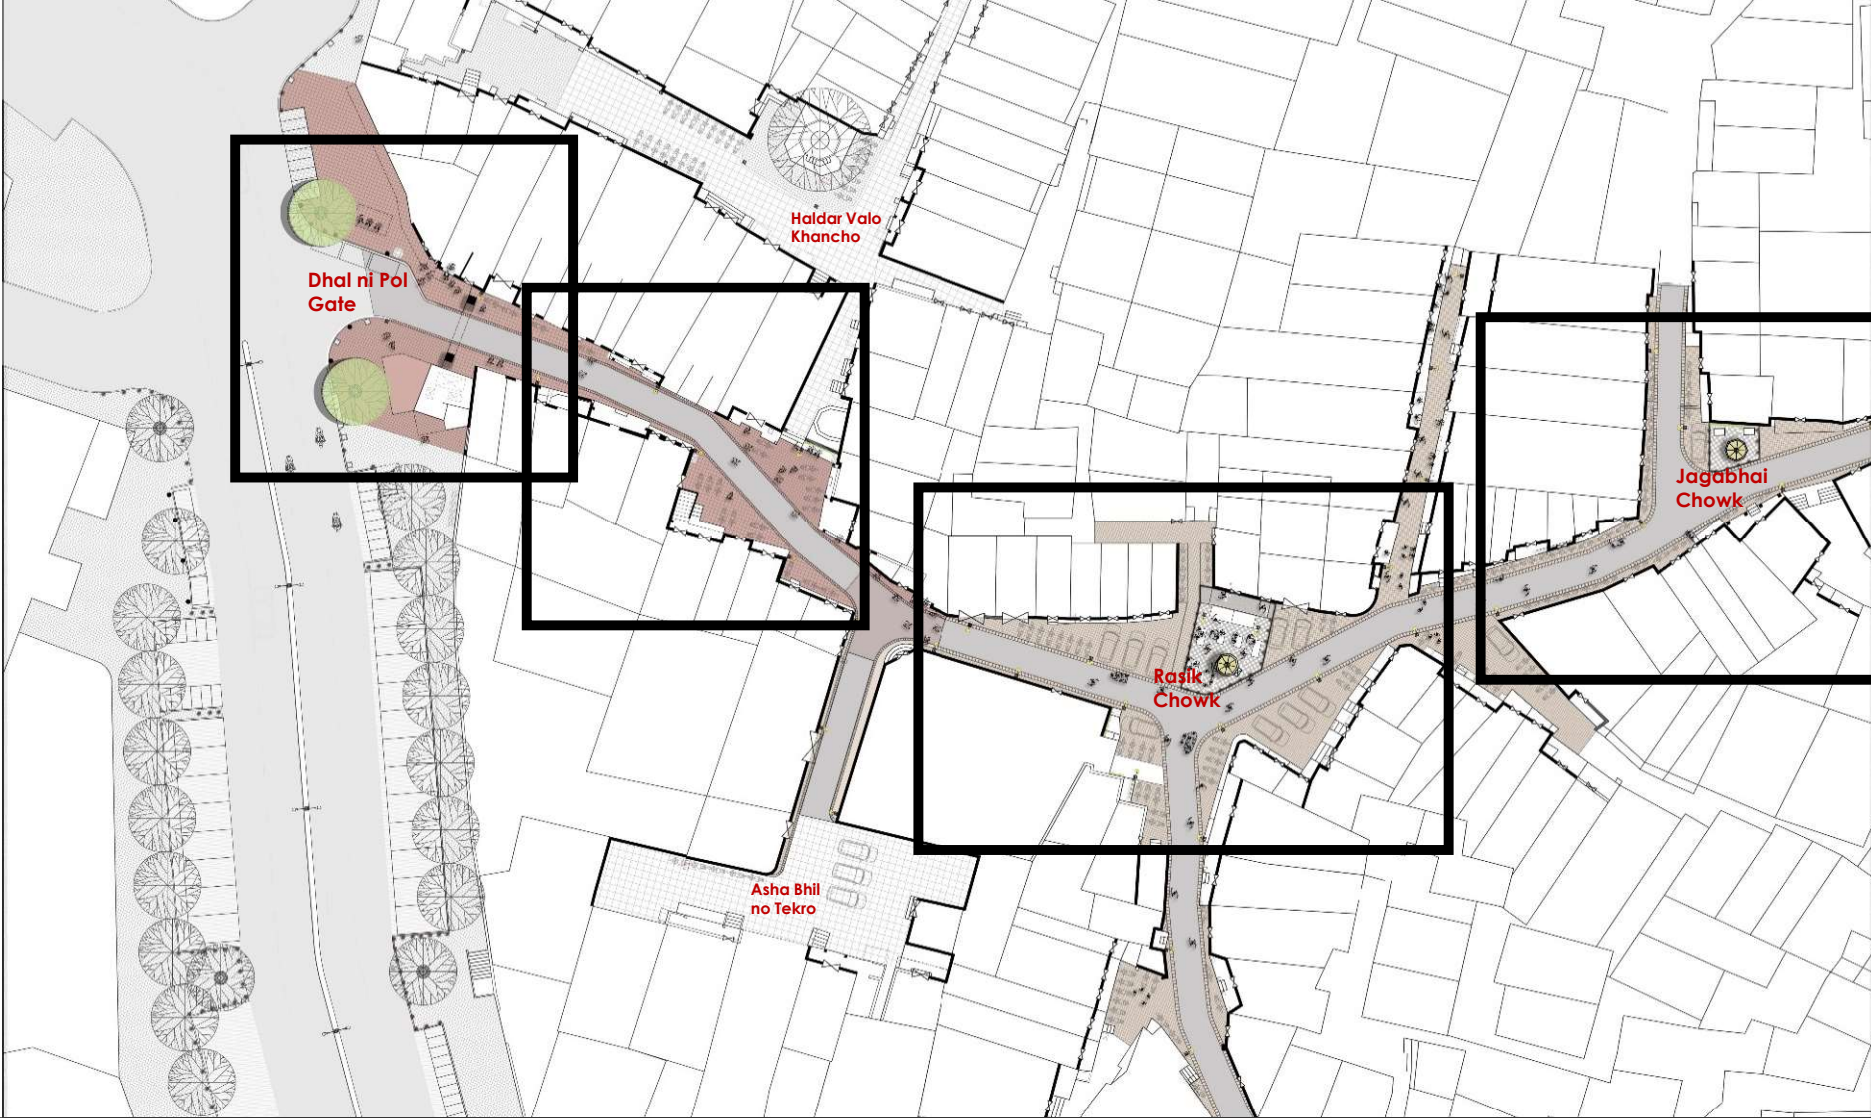 Haldar Valo
Khancho
Dhal ni Pol
Gate
Jagabhai
Chowk
Rasik
Chowk
Asha Bhil
no Tekro